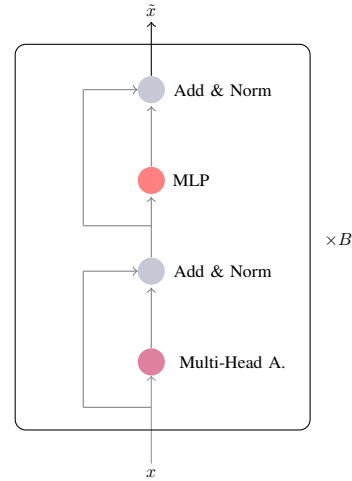 x̃
Add & Norm
MLP
×B
Add & Norm
Multi-Head A.
x